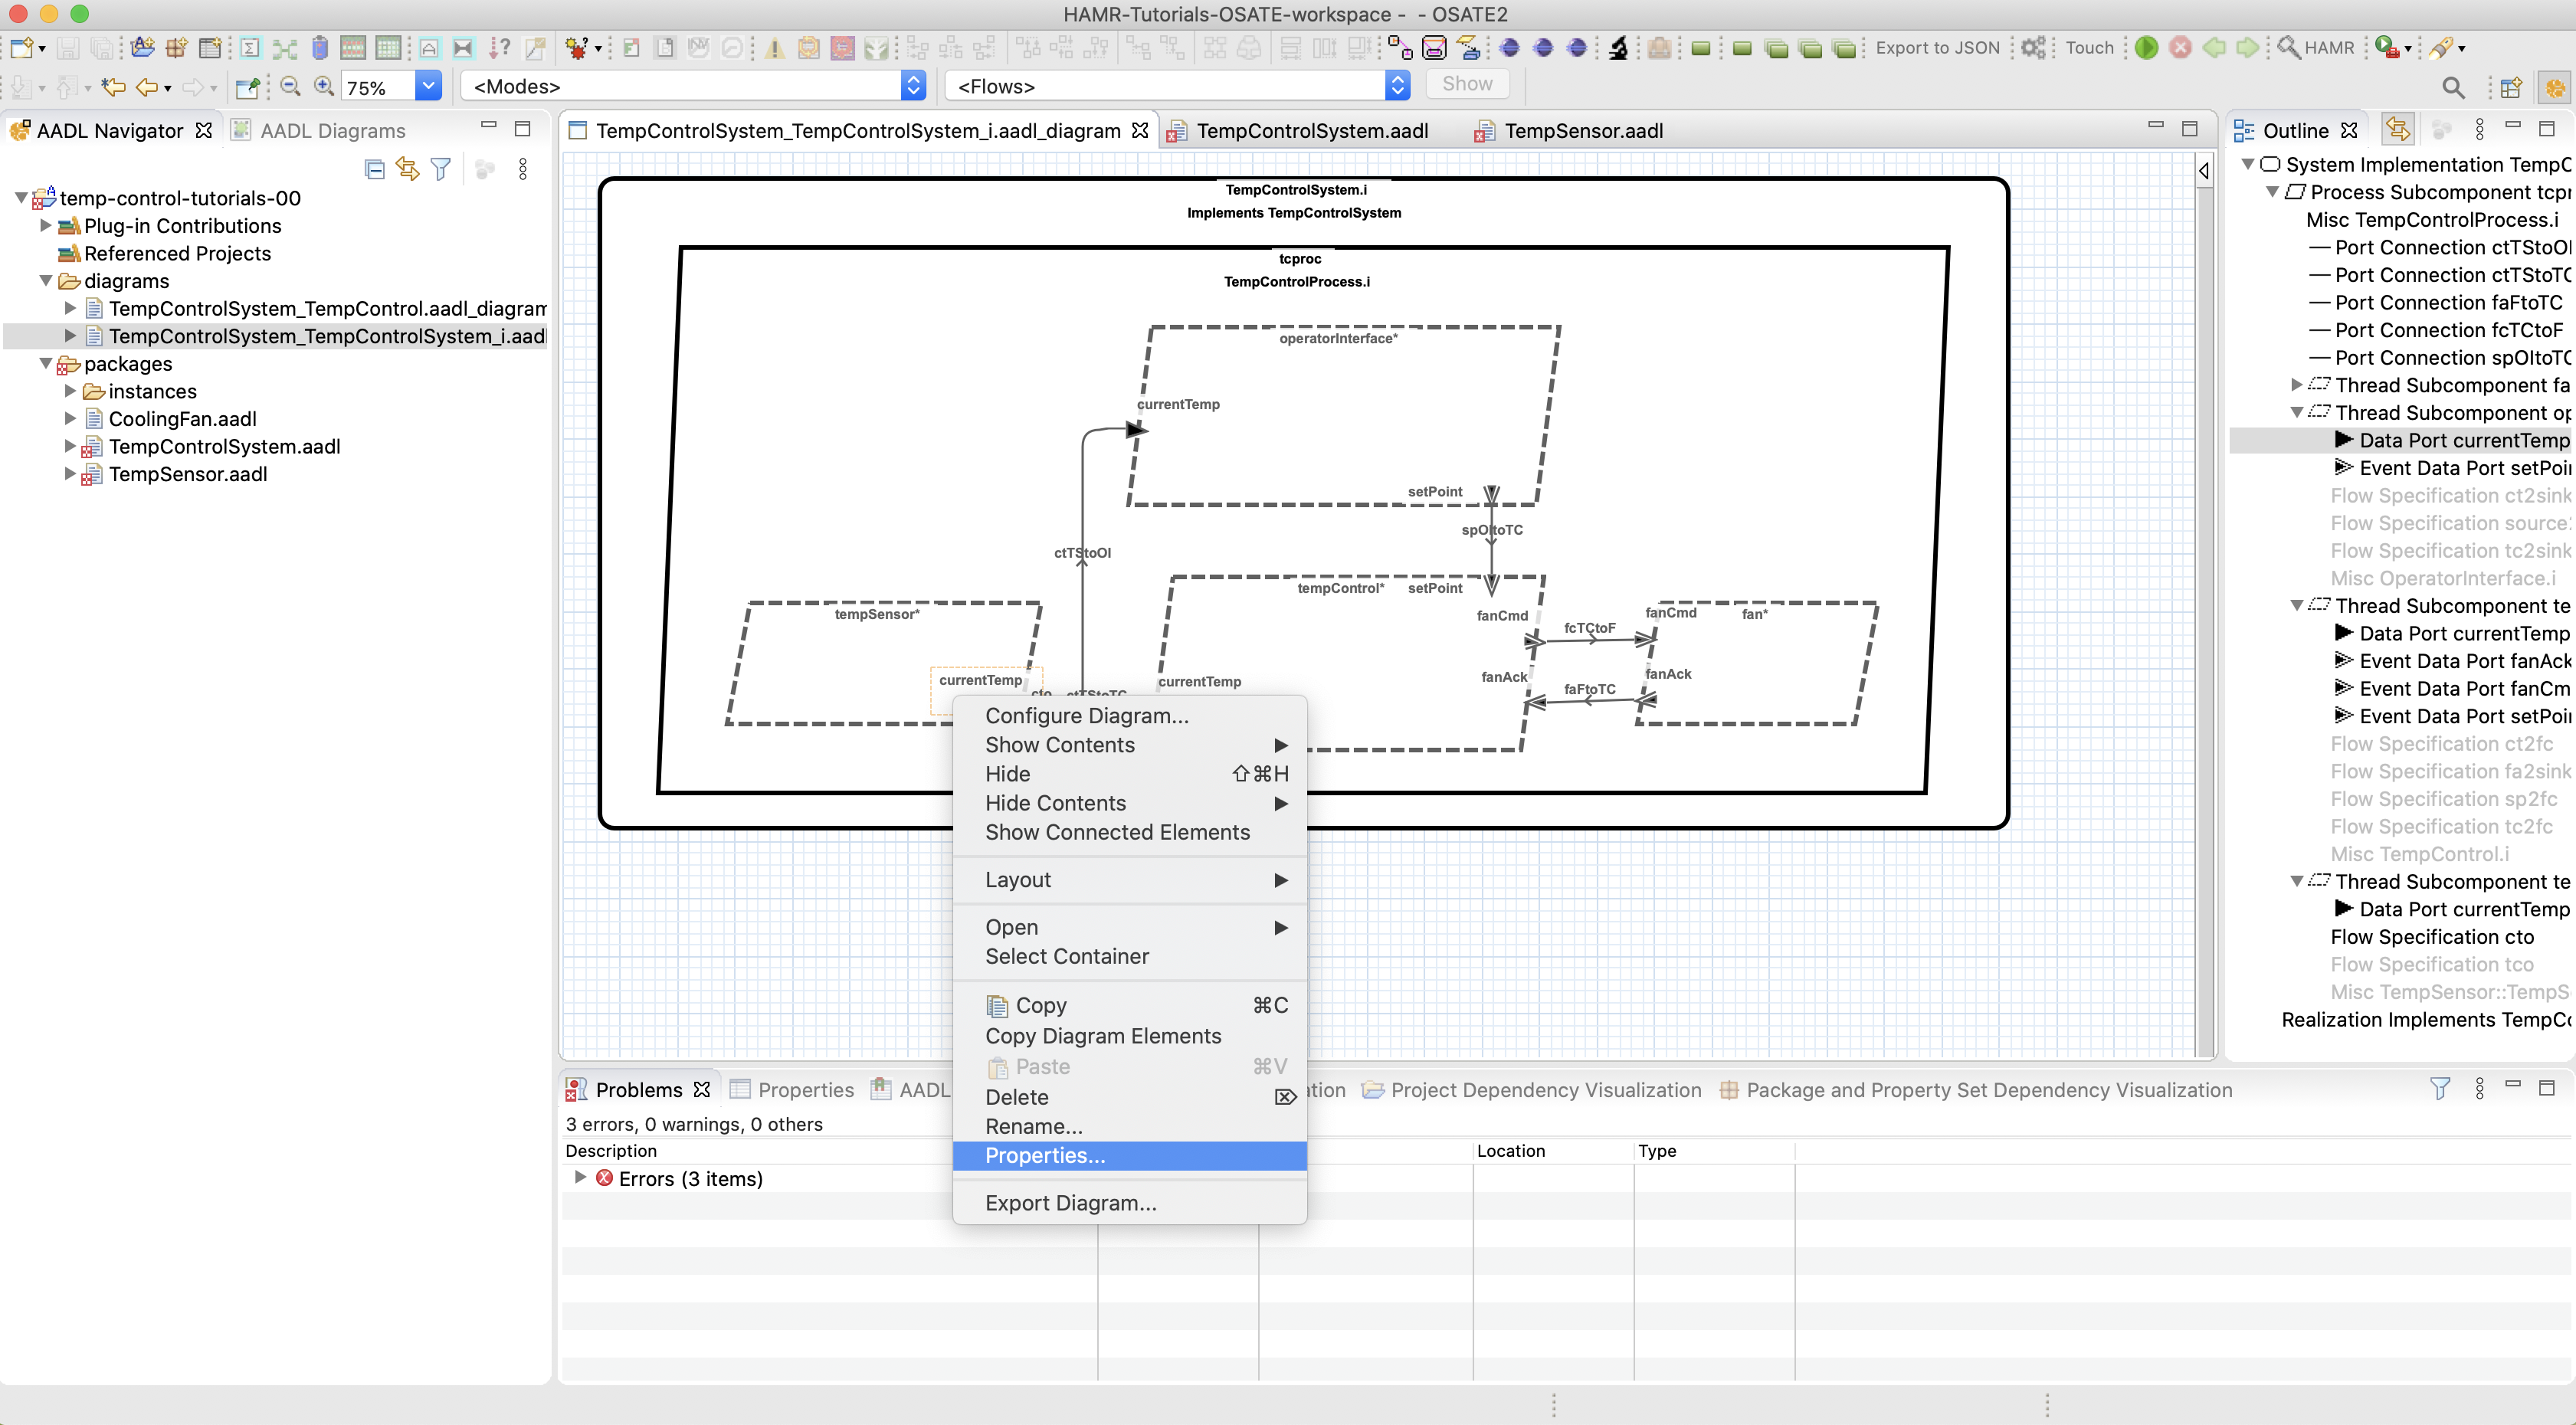 HAMR-Tutorials-OSATE-workspace - - OSATE2
Export to JSON
Touch
HAMR
75%
<Modes>
<Flows>
Show
AADL Navigator
AADL Diagrams
temp-control-tutorials-00
Plug-in Contributions
Referenced Projects
diagrams
TempControlSystem_TempControl.aadl_diagram
TempControlSystem_TempControlSystem_i.aadl
packages
instances
CoolingFan.aadl
TempControlSystem.aadl
TempSensor.aadl
TempControlSystem_TempControlSystem_i.aadl_diagram
TempControlSystem.aadl
TempSensor.aadl
TempControlSystem.i
Implements TempControlSystem
tcproc
TempControlProcess.i
operatorInterface*
currentTemp
setPoint
spOItoTC
ctTStoOI
tempControl*
setPoint
tempSensor*
fanCmd
fcTCtoF
fanCmd
fan*
currentTemp
cto
ctTStoTC
currentTemp
fanAck
faFtoTC
fanAck
Configure Diagram...
Show Contents
Hide ⇧⌘H
Hide Contents
Show Connected Elements
Layout
Open
Select Container
Copy ⌘C
Copy Diagram Elements
Paste ⌘V
Delete ⌦
Rename...
Properties...
Export Diagram...
Problems
Properties
AADL
tion
Project Dependency Visualization
Package and Property Set Dependency Visualization
3 errors, 0 warnings, 0 others
Description
Location
Type
Errors (3 items)
Outline
System Implementation TempC
Process Subcomponent tcpr
Misc TempControlProcess.i
Port Connection ctTStoOI
Port Connection ctTStoTC
Port Connection faFtoTC
Port Connection fcTCtoF
Port Connection spOItoTC
Thread Subcomponent fa
Thread Subcomponent op
Data Port currentTemp
Event Data Port setPoi
Flow Specification ct2sink
Flow Specification source
Flow Specification tc2sink
Misc OperatorInterface.i
Thread Subcomponent te
Data Port currentTemp
Event Data Port fanAck
Event Data Port fanCm
Event Data Port setPoi
Flow Specification ct2fc
Flow Specification fa2sink
Flow Specification sp2fc
Flow Specification tc2fc
Misc TempControl.i
Thread Subcomponent te
Data Port currentTemp
Flow Specification cto
Flow Specification tco
Misc TempSensor::TempS
Realization Implements TempCo